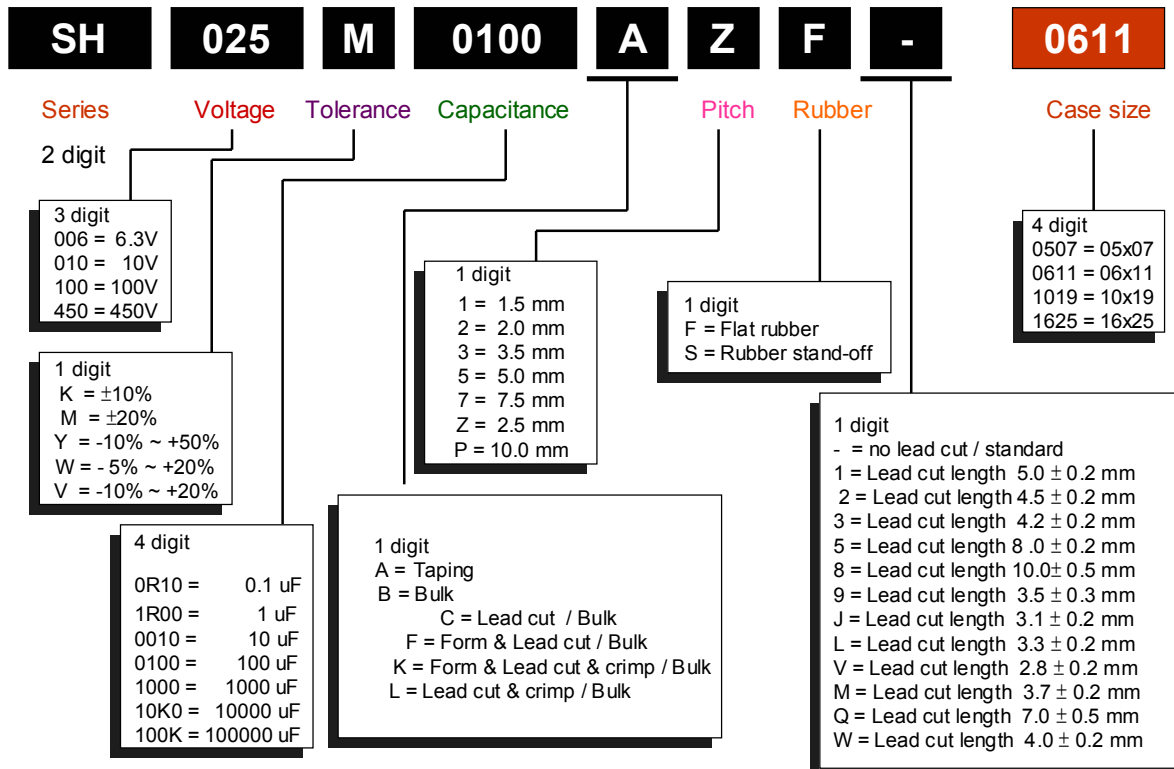 SH 025 M 0100 A Z F - 0611
Series Voltage Tolerance Capacitance Pitch Rubber Case size
2 digit
3 digit
006 = 6.3V
010 = 10V
100 = 100V
450 = 450V
1 digit
K = ±10%
M = ±20%
Y = -10% ~ +50%
W = - 5% ~ +20%
V = -10% ~ +20%
4 digit
0R10 = 0.1 uF
1R00 = 1 uF
0010 = 10 uF
0100 = 100 uF
1000 = 1000 uF
10K0 = 10000 uF
100K = 100000 uF
1 digit
A = Taping
B = Bulk
C = Lead cut / Bulk
F = Form & Lead cut / Bulk
K = Form & Lead cut & crimp / Bulk
L = Lead cut & crimp / Bulk
1 digit
1 = 1.5 mm
2 = 2.0 mm
3 = 3.5 mm
5 = 5.0 mm
7 = 7.5 mm
Z = 2.5 mm
P = 10.0 mm
1 digit
F = Flat rubber
S = Rubber stand-off
1 digit
- = no lead cut / standard
1 = Lead cut length 5.0 ± 0.2 mm
2 = Lead cut length 4.5 ± 0.2 mm
3 = Lead cut length 4.2 ± 0.2 mm
5 = Lead cut length 8 .0 ± 0.2 mm
8 = Lead cut length 10.0± 0.5 mm
9 = Lead cut length 3.5 ± 0.3 mm
J = Lead cut length 3.1 ± 0.2 mm
L = Lead cut length 3.3 ± 0.2 mm
V = Lead cut length 2.8 ± 0.2 mm
M = Lead cut length 3.7 ± 0.2 mm
Q = Lead cut length 7.0 ± 0.5 mm
W = Lead cut length 4.0 ± 0.2 mm
4 digit
0507 = 05x07
0611 = 06x11
1019 = 10x19
1625 = 16x25